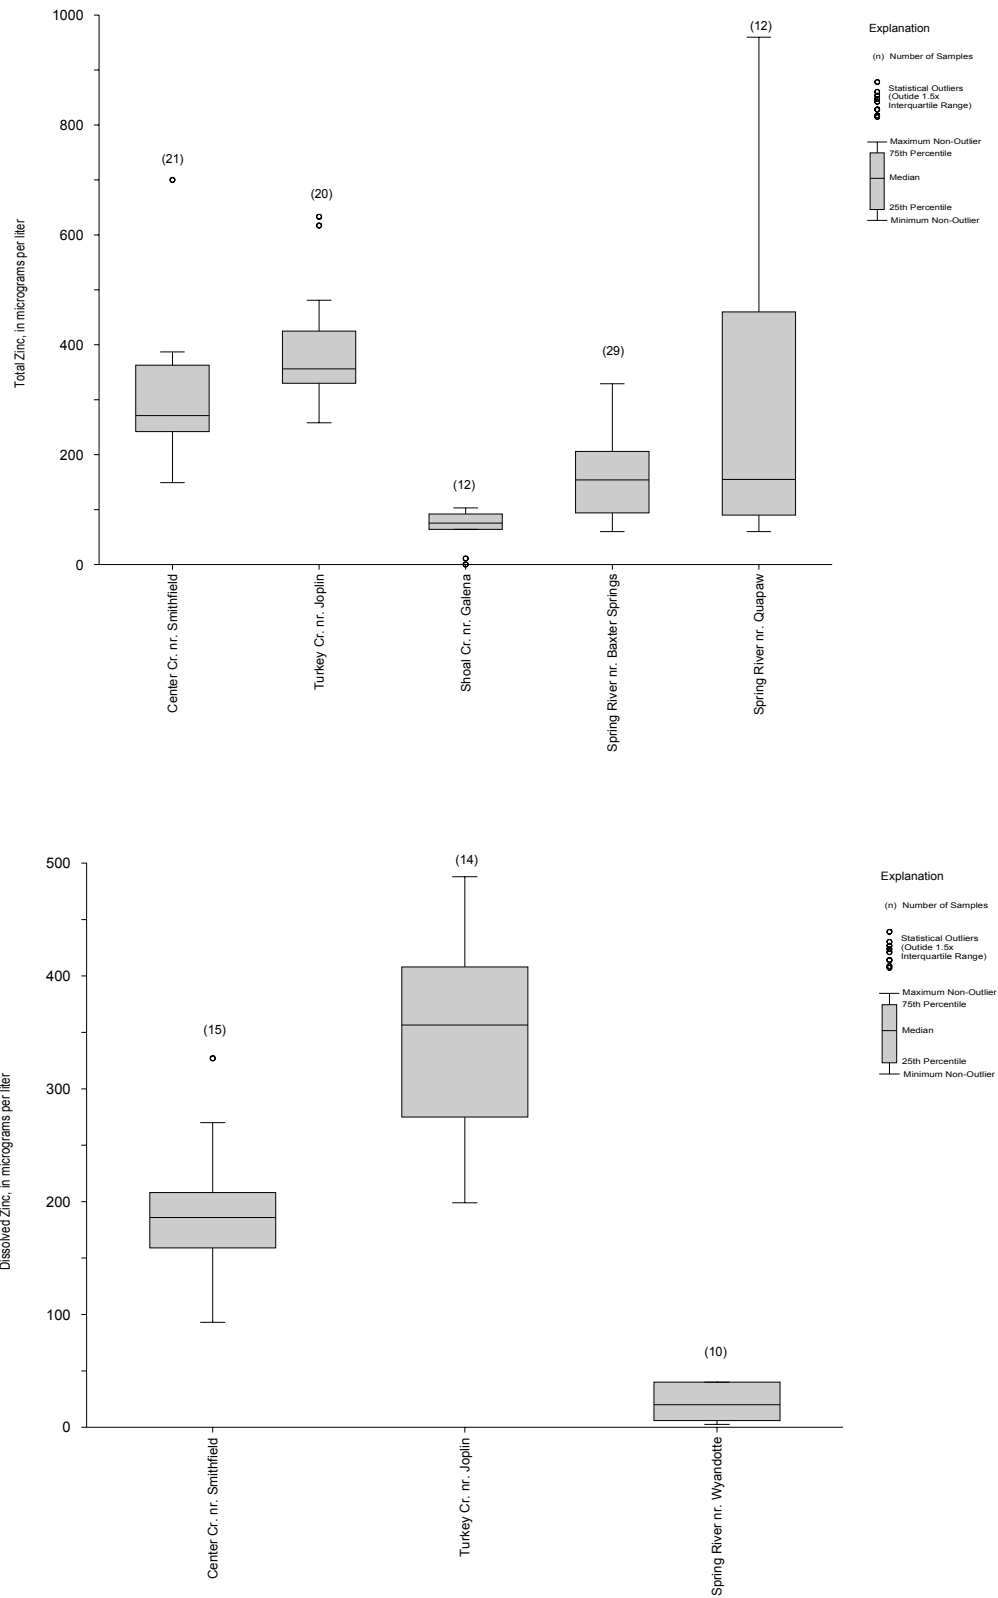 1000
800
600
400
200
0
Total Zinc, in micrograms per liter
(21)
(20)
(12)
(29)
(12)
Center Cr. nr. Smithfield
Turkey Cr. nr. Joplin
Shoal Cr. nr. Galena
Spring River nr. Baxter Springs
Spring River nr. Quapaw
Explanation
(n) Number of Samples
Statistical Outliers
(Outide 1.5x
Interquartile Range)
Maximum Non-Outlier
75th Percentile
Median
25th Percentile
Minimum Non-Outlier
500
400
300
200
100
0
Dissolved Zinc, in micrograms per liter
(15)
(14)
(10)
Center Cr. nr. Smithfield
Turkey Cr. nr. Joplin
Spring River nr. Wyandotte
Explanation
(n) Number of Samples
Statistical Outliers
(Outide 1.5x
Interquartile Range)
Maximum Non-Outlier
75th Percentile
Median
25th Percentile
Minimum Non-Outlier